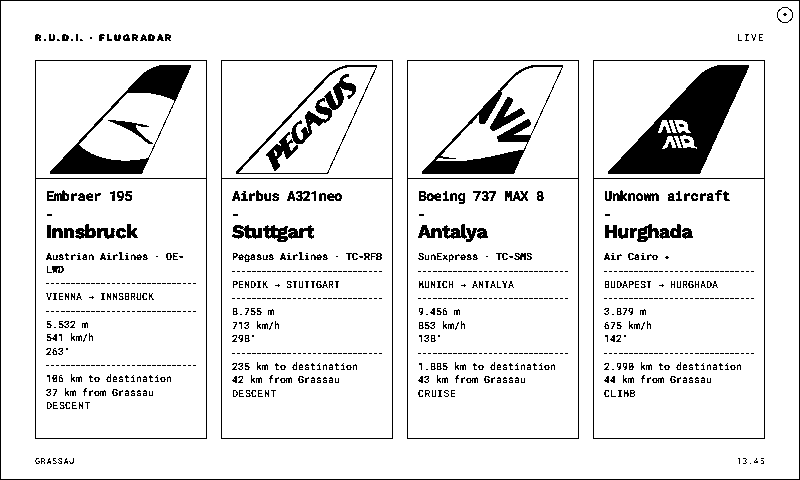 R.U.D.I. · FLUGRADAR
LIVE
PEGASUS
AIR
AIR
Embraer 195
–
Innsbruck
Austrian Airlines · OE-
LWD
VIENNA → INNSBRUCK
5.532 m
541 km/h
263°
106 km to destination
37 km from Grassau
DESCENT
Airbus A321neo
–
Stuttgart
Pegasus Airlines · TC-RFB
PENDIK → STUTTGART
8.755 m
713 km/h
298°
235 km to destination
42 km from Grassau
DESCENT
Boeing 737 MAX 8
–
Antalya
SunExpress · TC-SMS
MUNICH → ANTALYA
9.456 m
853 km/h
138°
1.885 km to destination
43 km from Grassau
CRUISE
Unknown aircraft
–
Hurghada
Air Cairo ·
BUDAPEST → HURGHADA
3.879 m
675 km/h
142°
2.990 km to destination
44 km from Grassau
CLIMB
GRASSAU
13.45